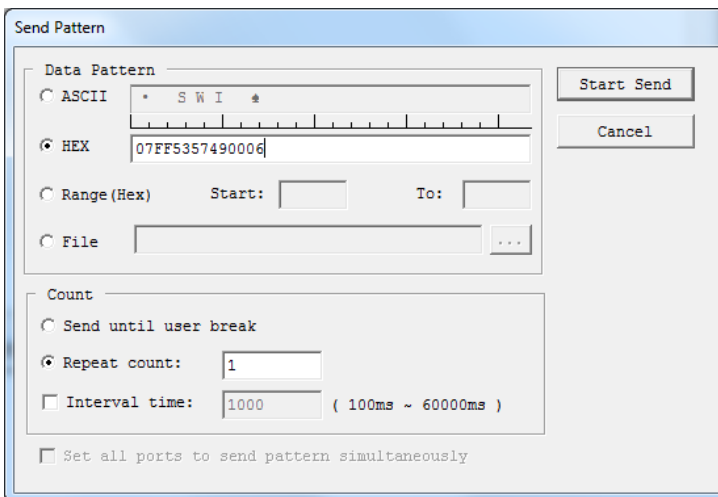 Send Pattern
Data Pattern
ASCII • S W I ♠
Start Send
HEX 07FF5357490006
Cancel
Range(Hex) Start: To:
File ...
Count
Send until user break
Repeat count: 1
Interval time: 1000 ( 100ms ~ 60000ms )
Set all ports to send pattern simultaneously